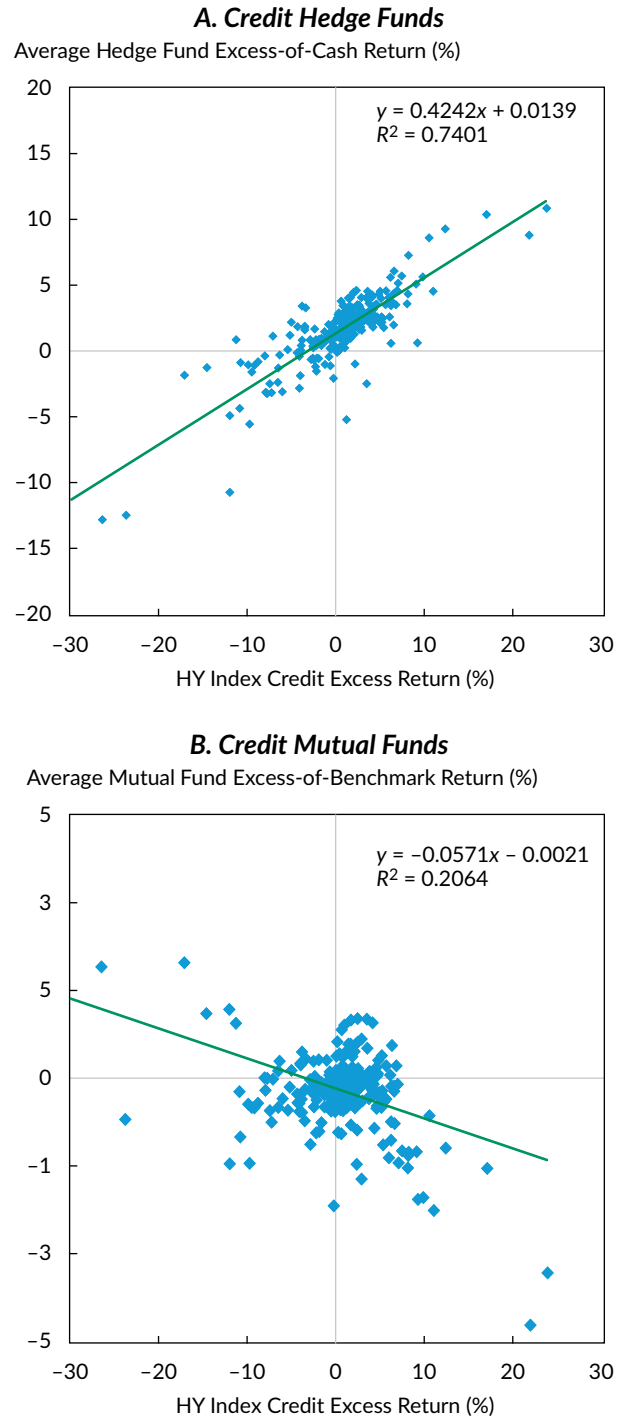 A. Credit Hedge Funds
Average Hedge Fund Excess-of-Cash Return (%)
y = 0.4242x + 0.0139
R² = 0.7401
20
15
10
5
0
–5
–10
–15
–20
–30 –20 –10 0 10 20 30
HY Index Credit Excess Return (%)
B. Credit Mutual Funds
Average Mutual Fund Excess-of-Benchmark Return (%)
y = –0.0571x – 0.0021
R² = 0.2064
5
3
5
0
–1
–3
–5
–30 –20 –10 0 10 20 30
HY Index Credit Excess Return (%)